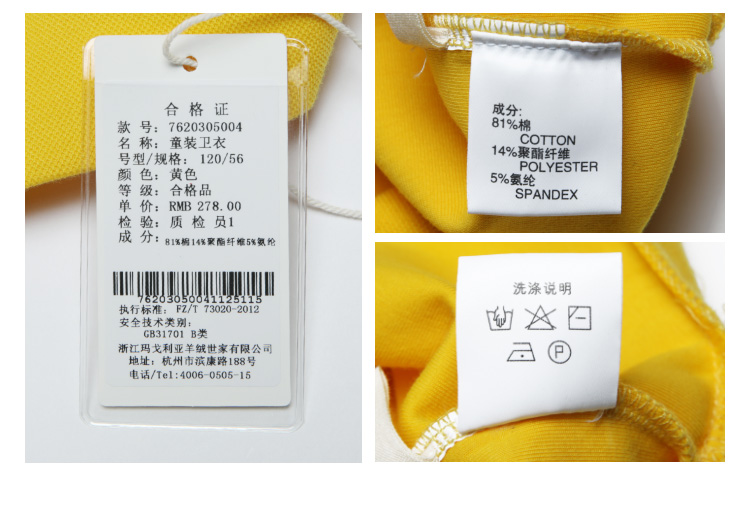 合格证
款号: 7620305004
名称: 童装卫衣
号型/规格: 120/56
颜色: 黄色
等级: 合格品
单价: RMB 278.00
检验: 质检员1
成分: 81%棉14%聚酯纤维5%氨纶
76203050041125115
执行标准: FZ/T 73020-2012
安全技术类别:
GB31701 B类
浙江玛戈利亚羊绒世家有限公司
地址: 杭州市滨康路188号
电话/Tel:4006-0505-15
成分:
81%棉
COTTON
14%聚酯纤维
POLYESTER
5%氨纶
SPANDEX
洗涤说明
P